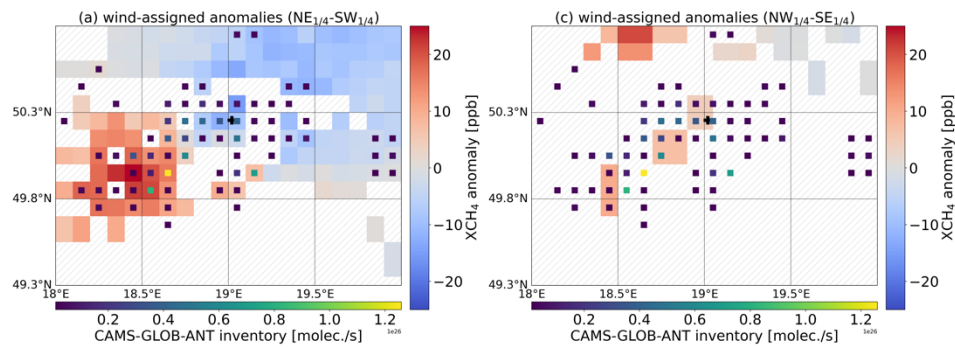 (a) wind-assigned anomalies (NE1/4-SW1/4)
50.3°N
49.8°N
49.3°N
18°E
18.5°E
19°E
19.5°E
20
10
0
−10
−20
XCH4 anomaly [ppb]
0.2
0.4
0.6
0.8
1.0
1.2
1e26
CAMS-GLOB-ANT inventory [molec./s]
(c) wind-assigned anomalies (NW1/4-SE1/4)
50.3°N
49.8°N
49.3°N
18°E
18.5°E
19°E
19.5°E
20
10
0
−10
−20
XCH4 anomaly [ppb]
0.2
0.4
0.6
0.8
1.0
1.2
1e26
CAMS-GLOB-ANT inventory [molec./s]